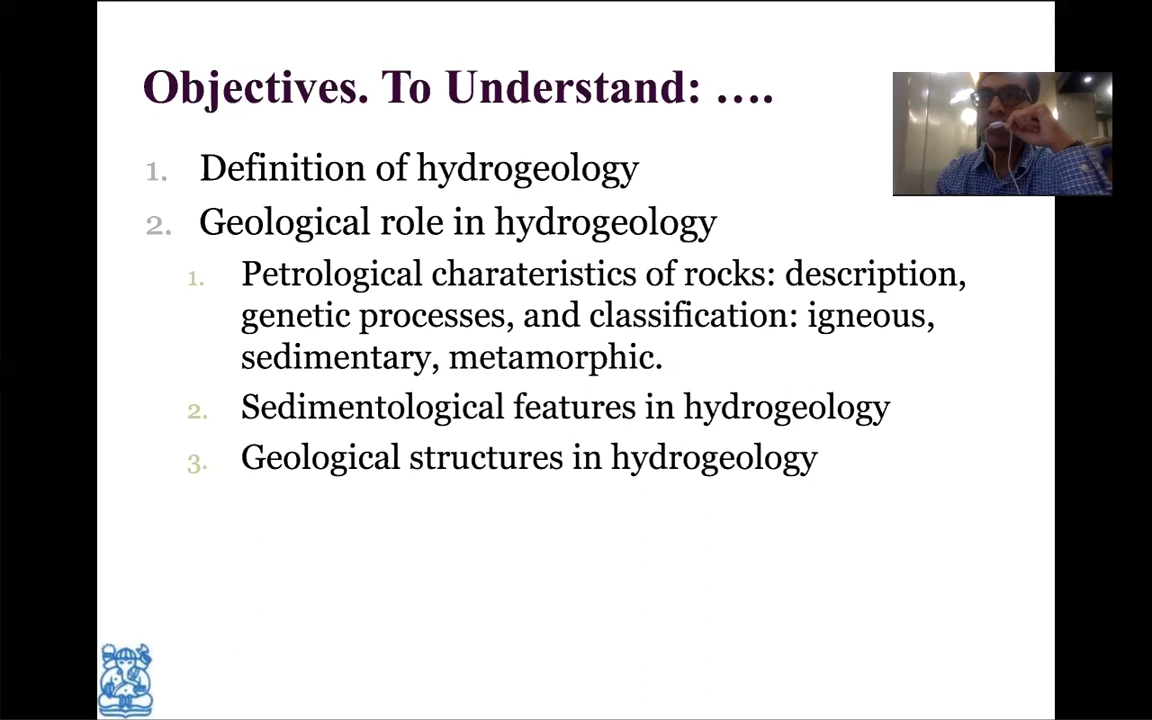 Objectives. To Understand: ....
1. Definition of hydrogeology
2. Geological role in hydrogeology
1. Petrological charateristics of rocks: description,
genetic processes, and classification: igneous,
sedimentary, metamorphic.
2. Sedimentological features in hydrogeology
3. Geological structures in hydrogeology